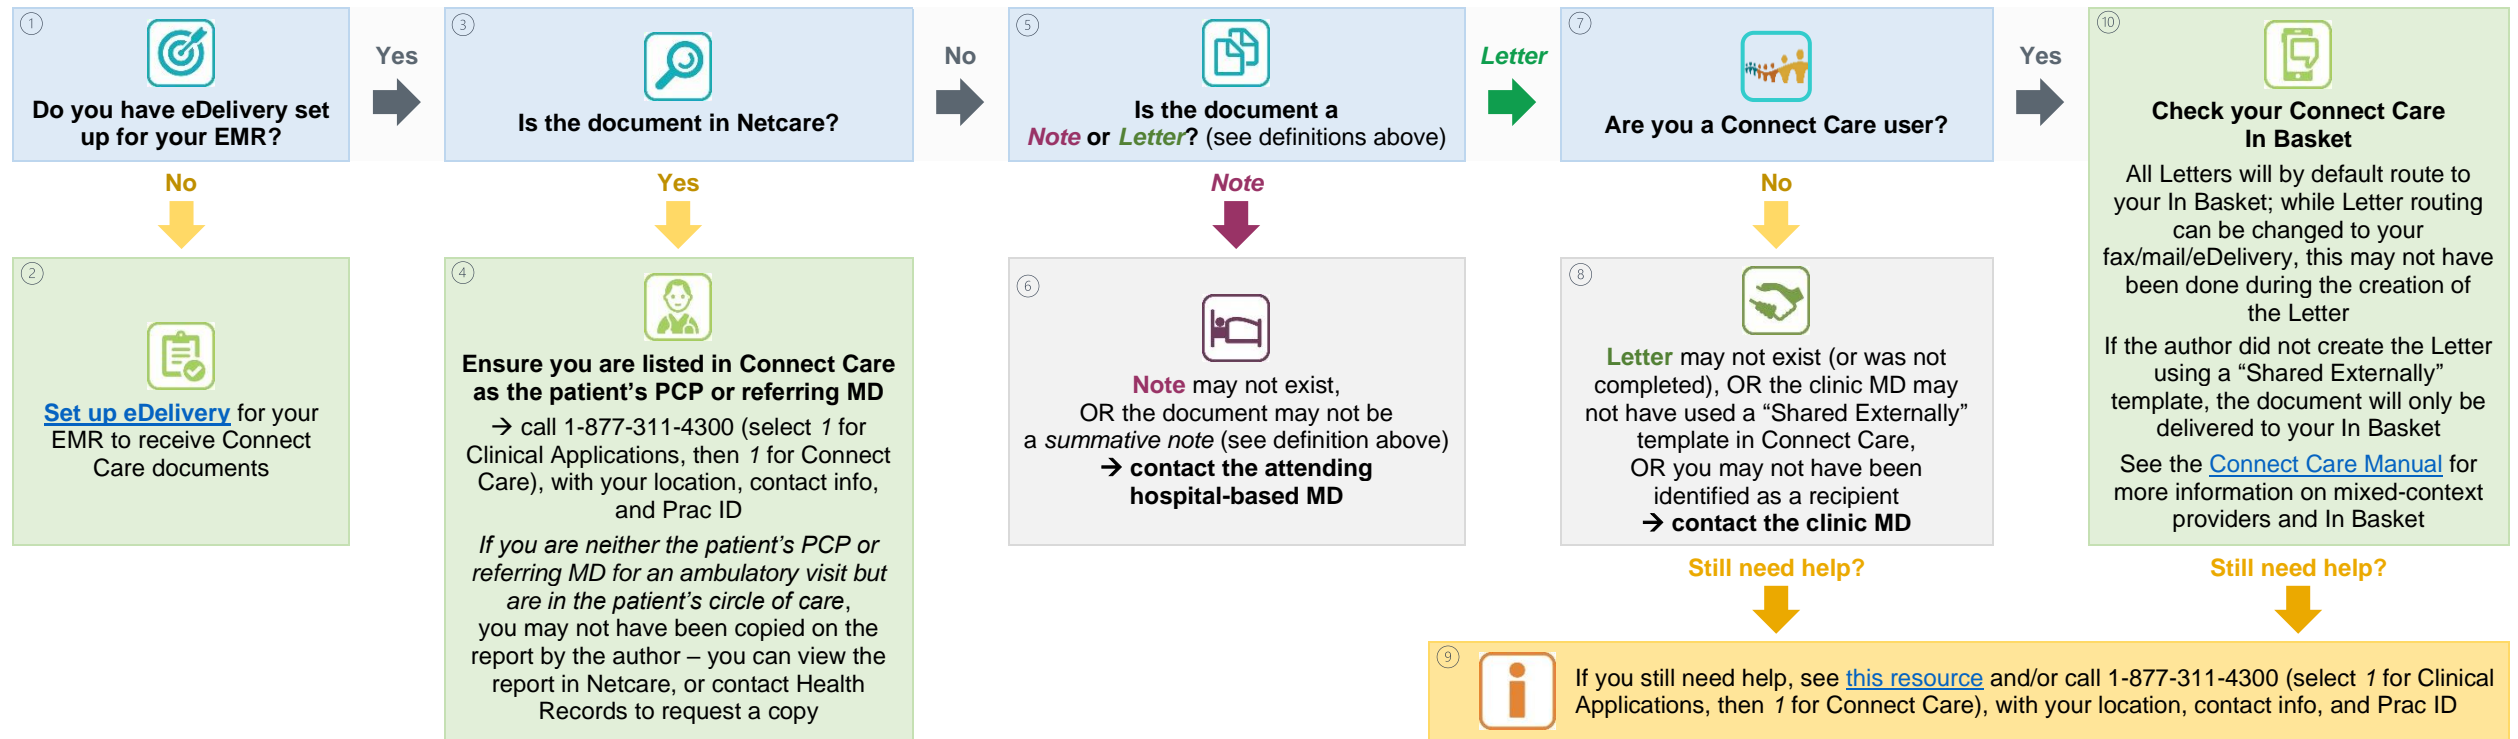 ①
Do you have eDelivery set
up for your EMR?
Yes
No
②
Set up eDelivery for your
EMR to receive Connect
Care documents
③
Is the document in Netcare?
No
Yes
④
Ensure you are listed in Connect Care
as the patient’s PCP or referring MD
→ call 1-877-311-4300 (select 1 for
Clinical Applications, then 1 for Connect
Care), with your location, contact info,
and Prac ID
If you are neither the patient’s PCP or
referring MD for an ambulatory visit but
are in the patient’s circle of care,
you may not have been copied on the
report by the author – you can view the
report in Netcare, or contact Health
Records to request a copy
⑤
Is the document a
Note or Letter? (see definitions above)
Letter
Note
⑥
Note may not exist,
OR the document may not be
a summative note (see definition above)
→ contact the attending
hospital-based MD
⑦
Are you a Connect Care user?
Yes
No
⑧
Letter may not exist (or was not
completed), OR the clinic MD may
not have used a “Shared Externally”
template in Connect Care,
OR you may not have been
identified as a recipient
→ contact the clinic MD
Still need help?
⑩
Check your Connect Care
In Basket
All Letters will by default route to
your In Basket; while Letter routing
can be changed to your
fax/mail/eDelivery, this may not have
been done during the creation of
the Letter
If the author did not create the Letter
using a “Shared Externally”
template, the document will only be
delivered to your In Basket
See the Connect Care Manual for
more information on mixed-context
providers and In Basket
Still need help?
⑨
If you still need help, see this resource and/or call 1-877-311-4300 (select 1 for Clinical
Applications, then 1 for Connect Care), with your location, contact info, and Prac ID